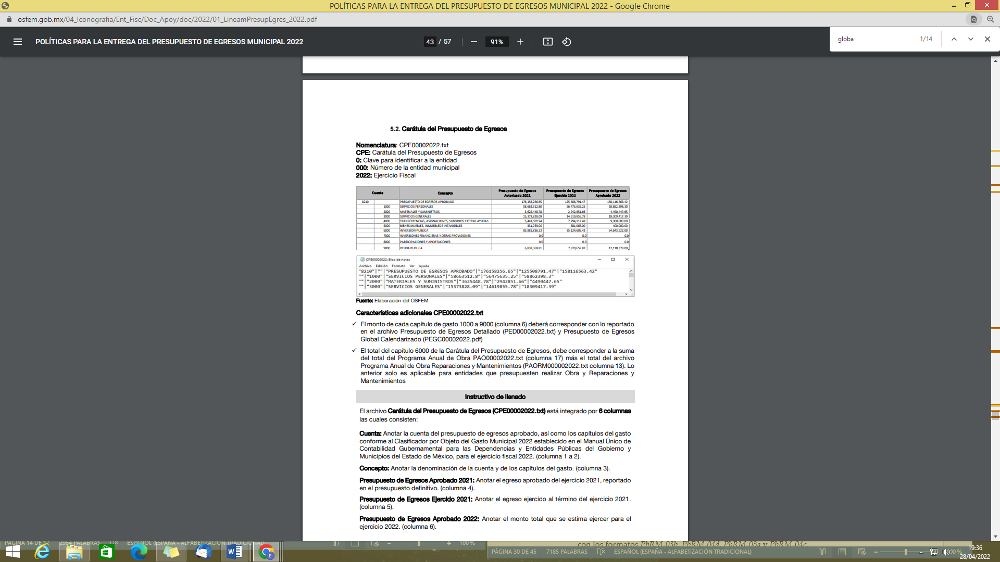 POLÍTICAS PARA LA ENTREGA DEL PRESUPUESTO DE EGRESOS MUNICIPAL 2022 - Google Chrome
osfem.gob.mx/04_Iconografia/Ent_Fisc/Doc_Apoy/doc/2022/01_LineamPresupEgres_2022.pdf
POLÍTICAS PARA LA ENTREGA DEL PRESUPUESTO DE EGRESOS MUNICIPAL 2022
43 / 57
91%
globa
1/14
5.2. Carátula del Presupuesto de Egresos
Nomenclatura: CPE00002022.txt
CPE: Carátula del Presupuesto de Egresos
0: Clave para identificar a la entidad
000: Número de la entidad municipal
2022: Ejercicio Fiscal
Cuenta Concepto Presupuesto de Egresos Autorizado 2021 Presupuesto de Egresos Ejercido 2021 Presupuesto de Egresos Aprobado 2022
8210 PRESUPUESTO DE EGRESOS APROBADO 176,158,256.65 125,508,791.47 158,116,563.42
1000 SERVICIOS PERSONALES 58,663,512.80 56,475,635.25 58,862,398.30
2000 MATERIALES Y SUMINISTROS 3,625,448.78 2,942,851.66 4,490,447.65
3000 SERVICIOS GENERALES 15,373,828.09 14,619,855.78 18,309,417.39
4000 TRANSFERENCIAS, ASIGNACIONES, SUBSIDIOS Y OTRAS AYUDAS 5,443,501.94 7,794,117.48 9,300,000.00
5000 BIENES MUEBLES, INMUEBLES E INTANGIBLES 331,759.00 681,066.00 400,000.00
6000 INVERSION PUBLICA 85,881,836.23 35,124,605.43 54,643,922.08
7000 INVERSIONES FINANCIERAS Y OTRAS PROVISIONES 0.0 0.0 0.0
8000 PARTICIPACIONES Y APORTACIONES 0.0 0.0 0.0
9000 DEUDA PUBLICA 6,838,369.81 7,870,659.87 12,110,378.00
CPE00002022: Bloc de notas
Archivo Edición Formato Ver Ayuda
"8210"|""|"PRESUPUESTO DE EGRESOS APROBADO"|"176158256.65"|"125508791.47"|"158116563.42"
""|"1000"|"SERVICIOS PERSONALES"|"58663512.8"|"56475635.25"|"58862398.3"
""|"2000"|"MATERIALES Y SUMINISTROS"|"3625448.78"|"2942851.66"|"4490447.65"
""|"3000"|"SERVICIOS GENERALES"|"15373828.09"|"14619855.78"|"18309417.39"
Fuente: Elaboración del OSFEM.
Características adicionales CPE00002022.txt
✓ El monto de cada capítulo de gasto 1000 a 9000 (columna 6) deberá corresponder con lo reportado
en el archivo Presupuesto de Egresos Detallado (PED00002022.txt) y Presupuesto de Egresos
Global Calendarizado (PEGC00002022.pdf)
✓ El total del capítulo 6000 de la Carátula del Presupuesto de Egresos, debe corresponder a la suma
del total del Programa Anual de Obra PAO00002022.txt (columna 17) más el total del archivo
Programa Anual de Obra Reparaciones y Mantenimientos (PAORM000002022.txt columna 13). Lo
anterior solo es aplicable para entidades que presupuesten realizar Obra y Reparaciones y
Mantenimientos
Instructivo de llenado
El archivo Carátula del Presupuesto de Egresos (CPE00002022.txt) está integrado por 6 columnas
las cuales consisten:
Cuenta: Anotar la cuenta del presupuesto de egresos aprobado, así como los capítulos del gasto
conforme al Clasificador por Objeto del Gasto Municipal 2022 establecido en el Manual Único de
Contabilidad Gubernamental para las Dependencias y Entidades Públicas del Gobierno y
Municipios del Estado de México, para el ejercicio fiscal 2022. (columna 1 a 2).
Concepto: Anotar la denominación de la cuenta y de los capítulos del gasto. (columna 3).
Presupuesto de Egresos Aprobado 2021: Anotar el egreso aprobado del ejercicio 2021, reportado
en el presupuesto definitivo. (columna 4).
Presupuesto de Egresos Ejercido 2021: Anotar el egreso ejercido al término del ejercicio 2021.
(columna 5).
Presupuesto de Egresos Aprobado 2022: Anotar el monto total que se estima ejercer para el
ejercicio 2022. (columna 6).
PÁGINA 14 DE 17 2954 PALABRAS ESPAÑOL (ESPAÑA - ALFABETIZACIÓN TRADICIONAL) 100 %
con los formatos PbRM-03b, PbRM-04d, PbRM-03a y PbRM-04c.
PÁGINA 30 DE 45 7185 PALABRAS ESPAÑOL (ESPAÑA - ALFABETIZACIÓN TRADICIONAL)
19:36
28/04/2022